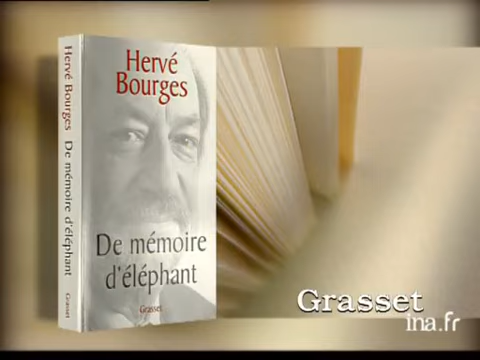 Hervé Bourges De mémoire d'éléphant Grasset
Hervé
Bourges
De mémoire
d'éléphant
Grasset
Grasset
ina.fr